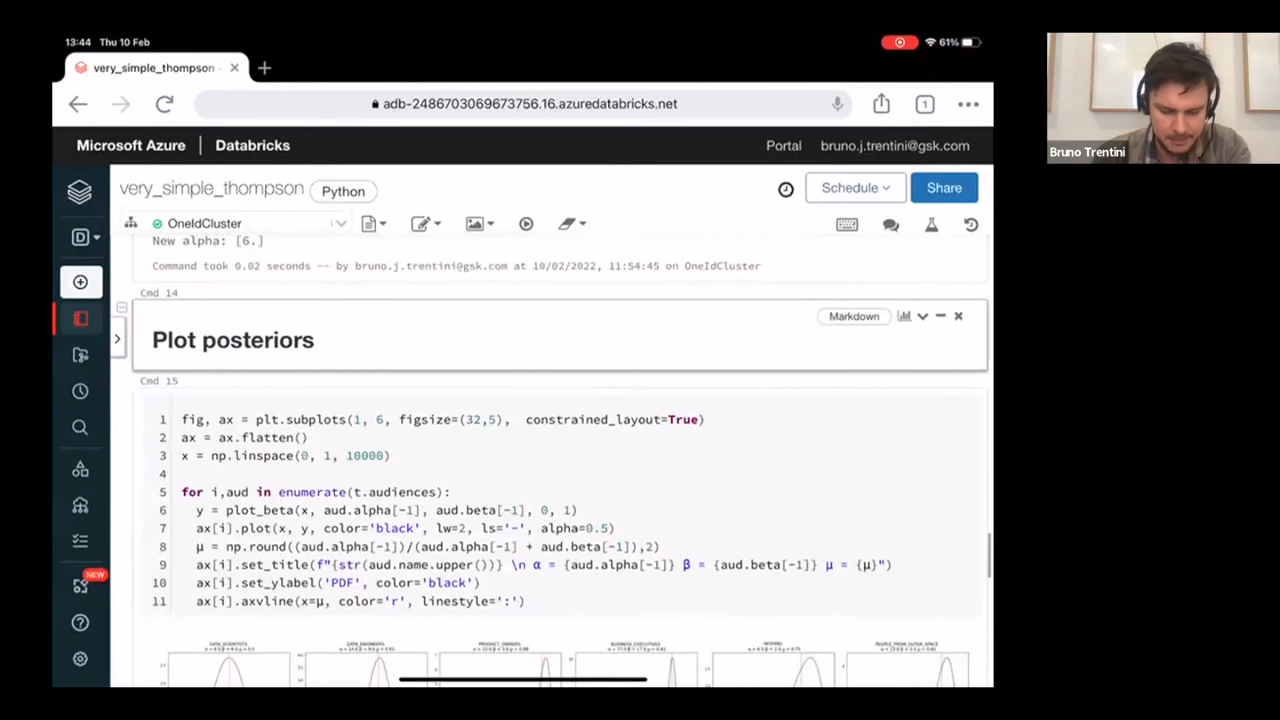 13:44 Thu 10 Feb
61%
very_simple_thompson
adb-2486703069673756.16.azuredatabricks.net
1
Microsoft Azure Databricks
Portal bruno.j.trentini@gsk.com
very_simple_thompson Python
Schedule Share
D
OneIdCluster
New alpha: [6.]
Command took 0.02 seconds -- by bruno.j.trentini@gsk.com at 10/02/2022, 11:54:45 on OneIdCluster
Cmd 14
Markdown
Plot posteriors
Cmd 15
1 fig, ax = plt.subplots(1, 6, figsize=(32,5), constrained_layout=True)
2 ax = ax.flatten()
3 x = np.linspace(0, 1, 10000)
4
5 for i,aud in enumerate(t.audiences):
6 y = plot_beta(x, aud.alpha[-1], aud.beta[-1], 0, 1)
7 ax[i].plot(x, y, color='black', lw=2, ls='-', alpha=0.5)
8 μ = np.round((aud.alpha[-1])/(aud.alpha[-1] + aud.beta[-1]),2)
9 ax[i].set_title(f"{str(aud.name.upper())} \n α = {aud.alpha[-1]} β = {aud.beta[-1]} μ = {μ}")
10 ax[i].set_ylabel('PDF', color='black')
11 ax[i].axvline(x=μ, color='r', linestyle=':')
NEW
DATA_SCIENTISTS DATA_ENGINEERS PRODUCT_OWNERS BUSINESS_EXECUTIVES PEOPLE_FROM_OUTER_SPACE
Bruno Trentini